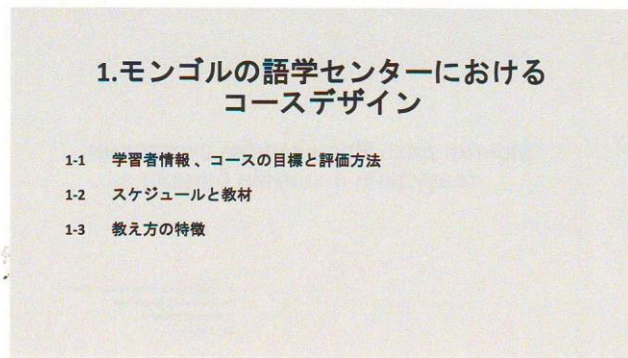 1.モンゴルの語学センターにおける
コースデザイン
1-1 学習者情報、コースの目標と評価方法
1-2 スケジュールと教材
1-3 教え方の特徴